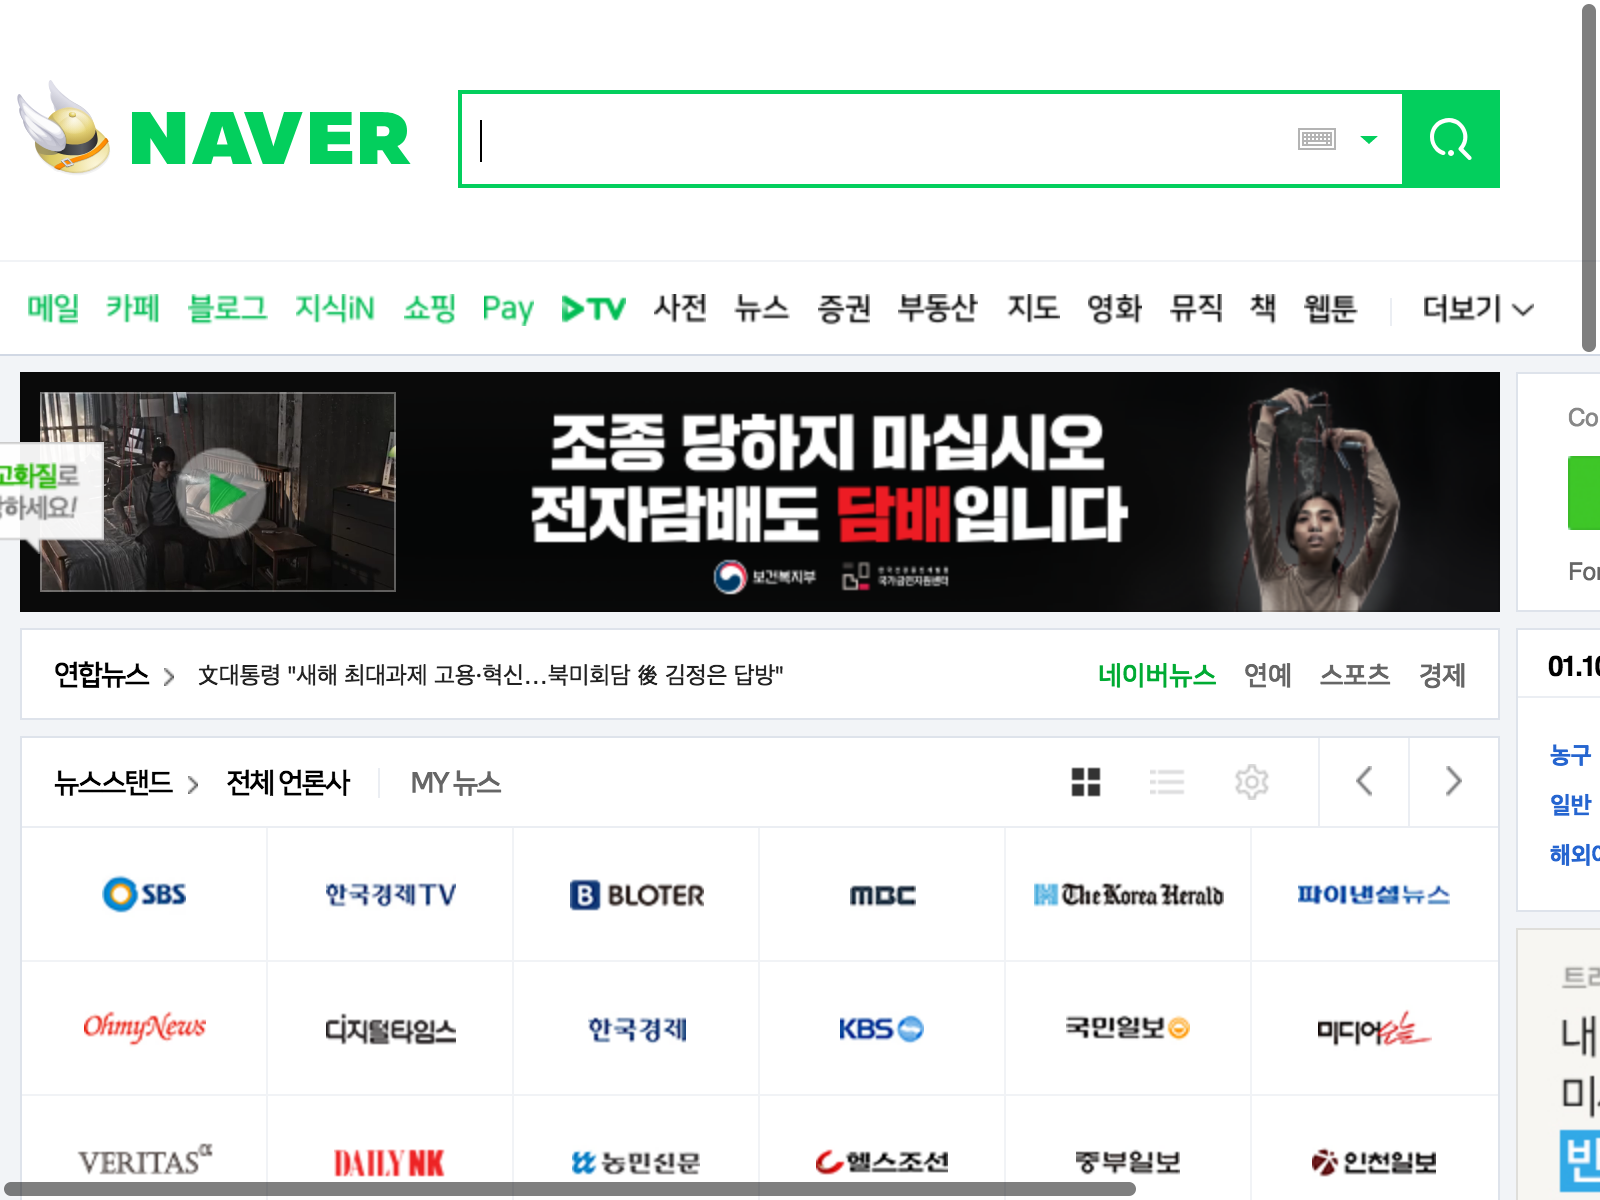 NAVER
메일 카페 블로그 지식iN 쇼핑 Pay TV 사전 뉴스 증권 부동산 지도 영화 뮤직 책 웹툰 더보기
고화질로
하세요!
조종 당하지 마십시오
전자담배도 담배입니다
보건복지부 국가금연지원센터
Co
For
연합뉴스 文대통령 "새해 최대과제 고용·혁신…북미회담 後 김정은 답방" 네이버뉴스 연예 스포츠 경제
01.10
뉴스스탠드 전체 언론사 MY 뉴스
농구
일반
해외
SBS 한국경제TV B BLOTER MBC The Korea Herald 파이낸셜뉴스
OhmyNews 디지털타임스 한국경제 KBS 국민일보 미디어오늘
VERITAS α DAILY NK 농민신문 헬스조선 중부일보 인천일보
내